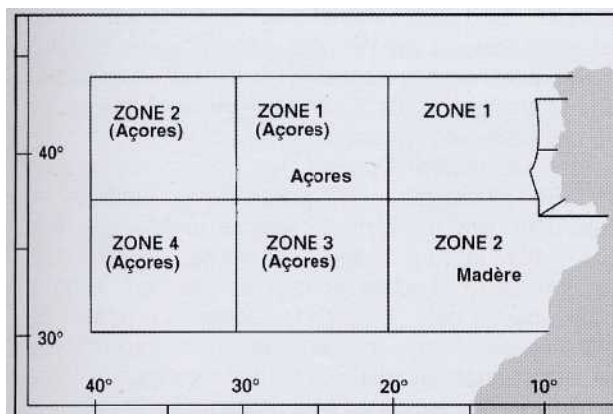 ZONE 2
(Açores)
ZONE 1
(Açores)
ZONE 1
40°
Açores
ZONE 4
(Açores)
ZONE 3
(Açores)
ZONE 2
Madère
30°
40°
30°
20°
10°